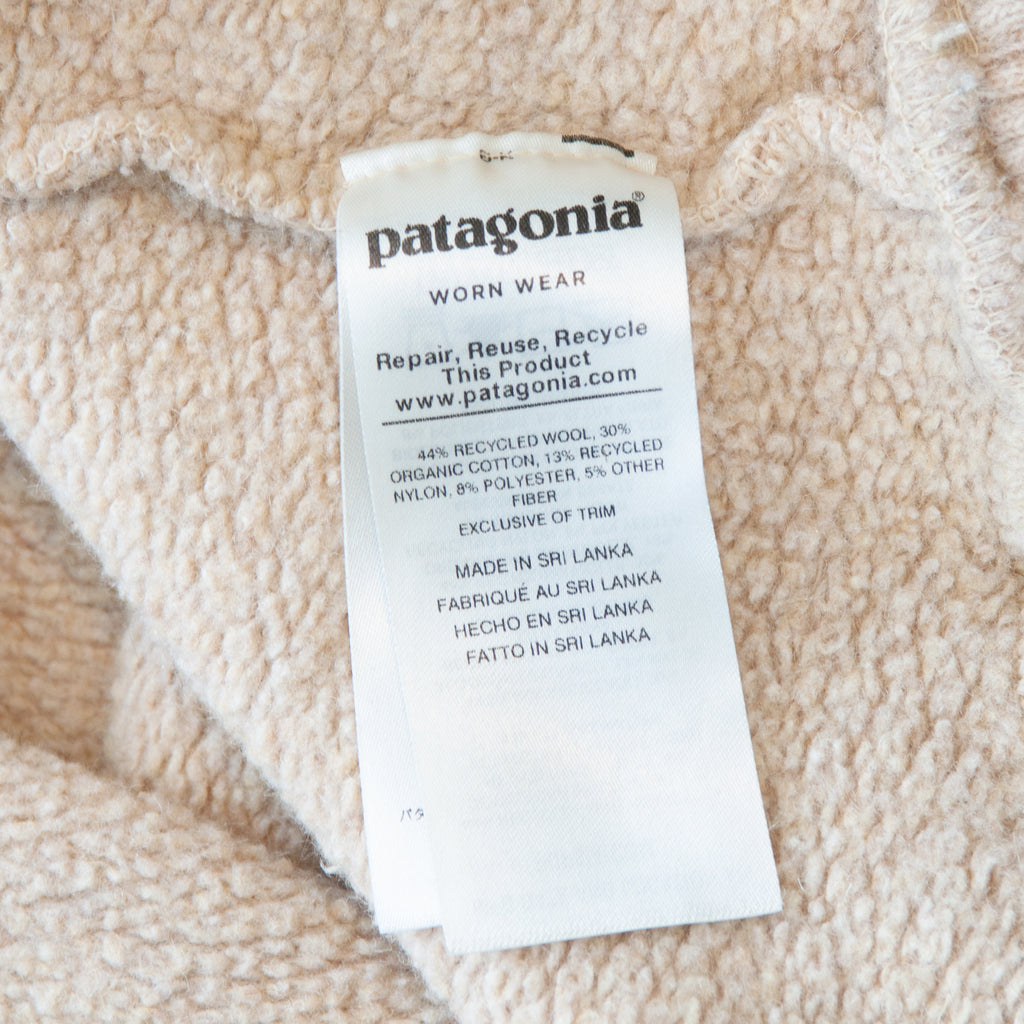 patagonia®
WORN WEAR
Repair, Reuse, Recycle
This Product
www.patagonia.com
44% RECYCLED WOOL, 30%
ORGANIC COTTON, 13% RECYCLED
NYLON, 8% POLYESTER, 5% OTHER
FIBER
EXCLUSIVE OF TRIM
MADE IN SRI LANKA
FABRIQUÉ AU SRI LANKA
HECHO EN SRI LANKA
FATTO IN SRI LANKA
パタ